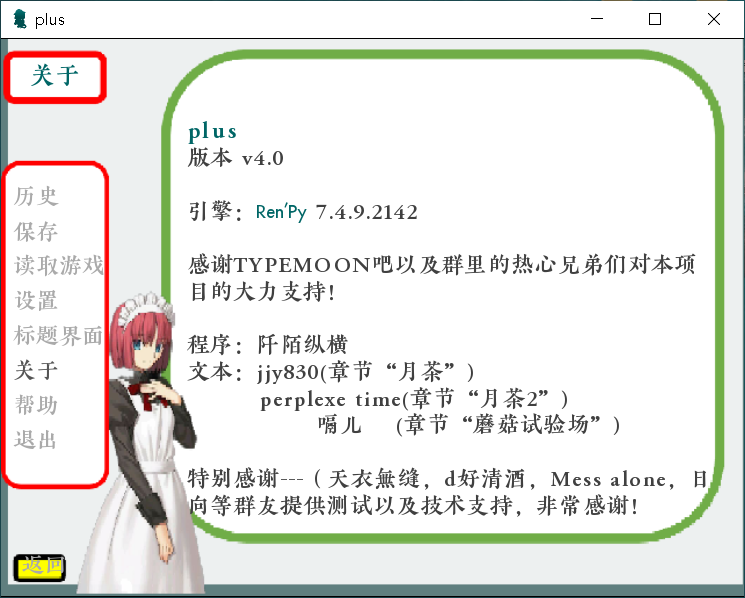 plus
关于
历史
保存
读取游戏
设置
标题界面
关于
帮助
退出
返回
plus
版本 v4.0
引擎：Ren'Py 7.4.9.2142
感谢TYPEMOON吧以及群里的热心兄弟们对本项
目的大力支持！
程序：阡陌纵横
文本：jjy830(章节“月茶”)
perplexe time(章节“月茶2”)
嗝儿 (章节“蘑菇试验场”)
特别感谢---（天衣無缝，d好清酒，Mess alone，日
向等群友提供测试以及技术支持，非常感谢！